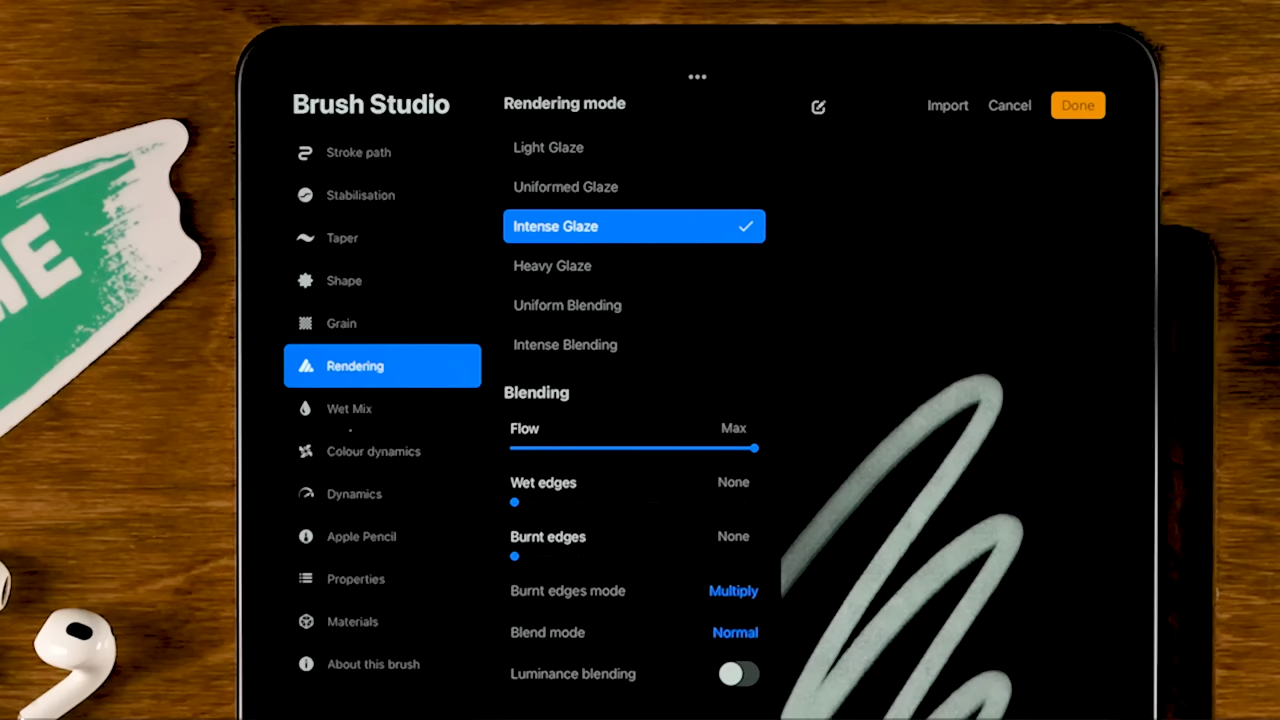 Brush Studio
Stroke path
Stabilisation
Taper
Shape
Grain
Rendering
Wet Mix
Colour dynamics
Dynamics
Apple Pencil
Properties
Materials
About this brush
Rendering mode
Light Glaze
Uniformed Glaze
Intense Glaze
Heavy Glaze
Uniform Blending
Intense Blending
Blending
Flow Max
Wet edges None
Burnt edges None
Burnt edges mode Multiply
Blend mode Normal
Luminance blending
Import Cancel Done